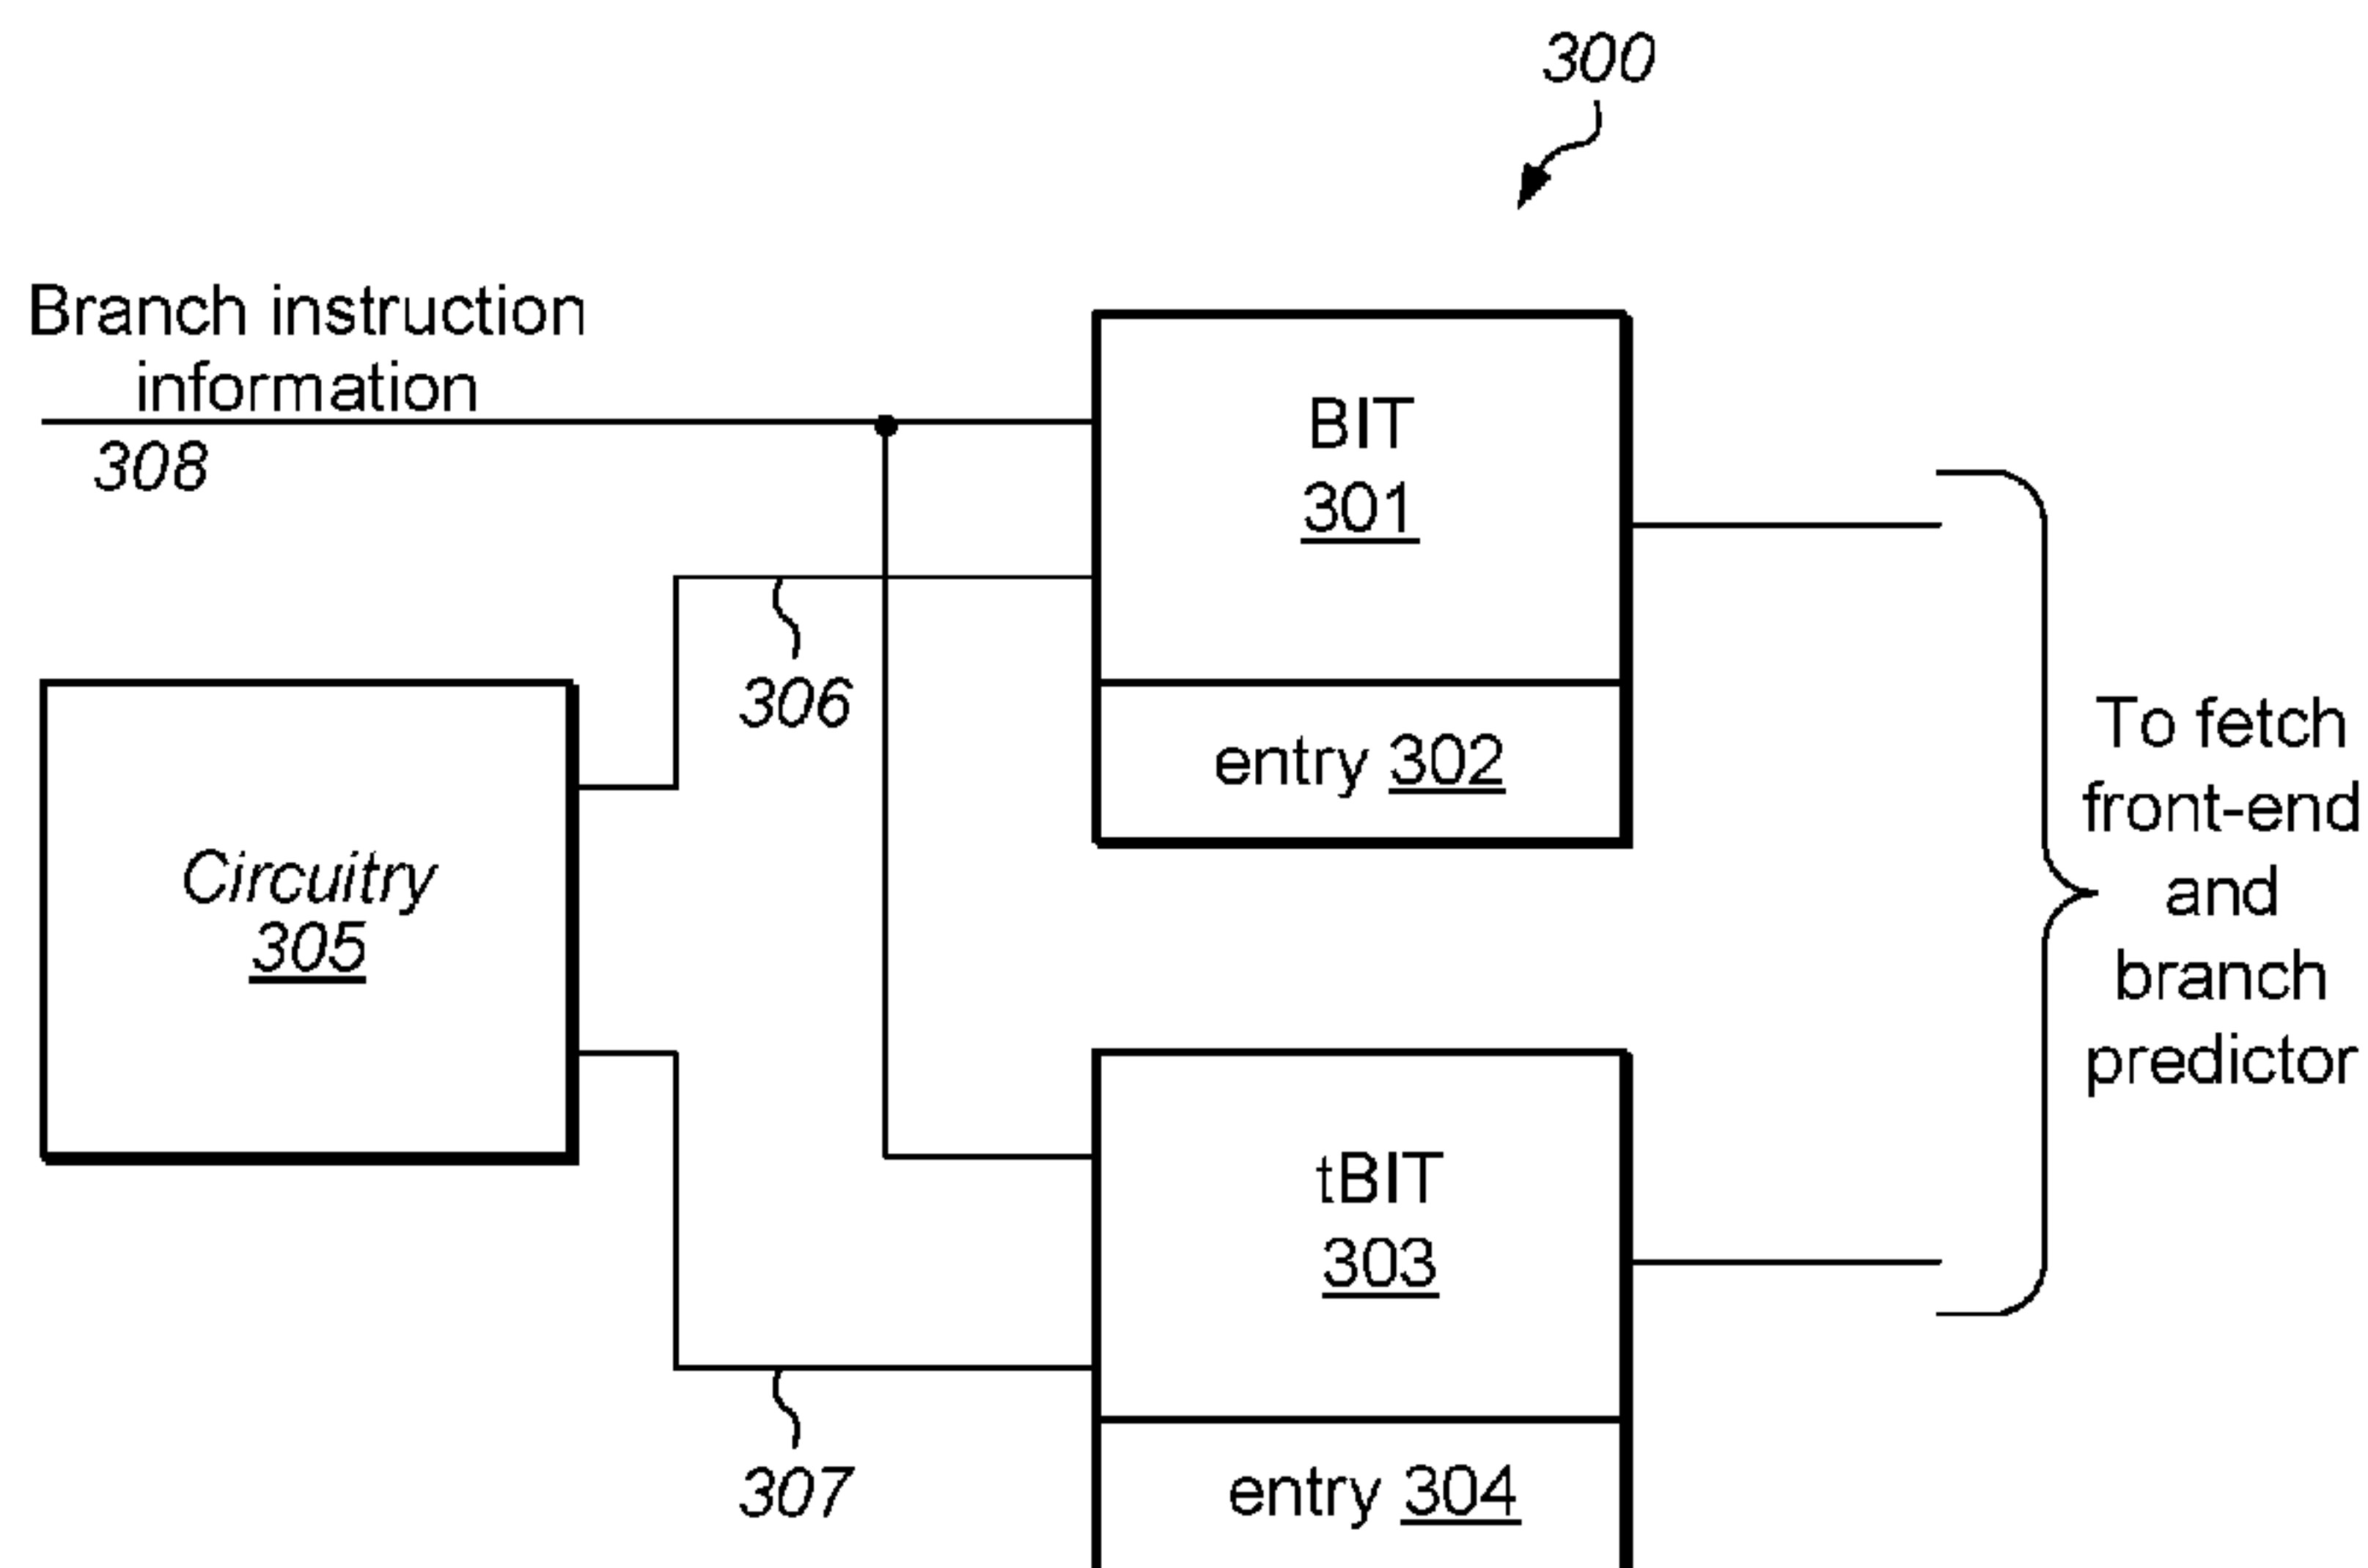 300
Branch instruction
information
308
BIT
301
306
entry 302
Circuitry
305
To fetch
front-end
and
branch
predictor
tBIT
303
307
entry 304